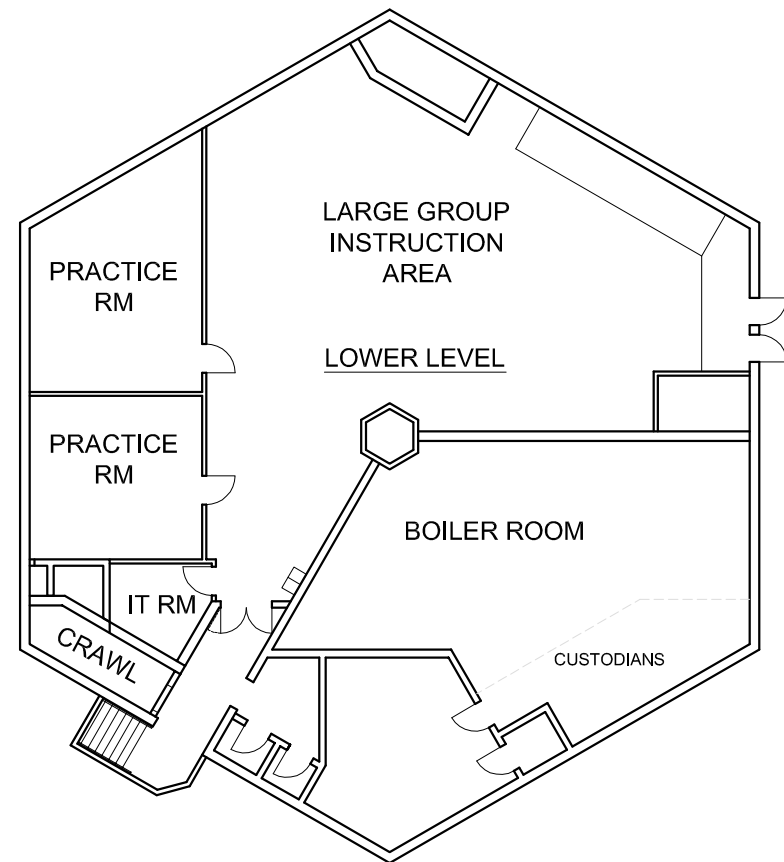 LARGE GROUP
INSTRUCTION
AREA
PRACTICE
RM
LOWER LEVEL
PRACTICE
RM
BOILER ROOM
IT RM
CRAWL
CUSTODIANS